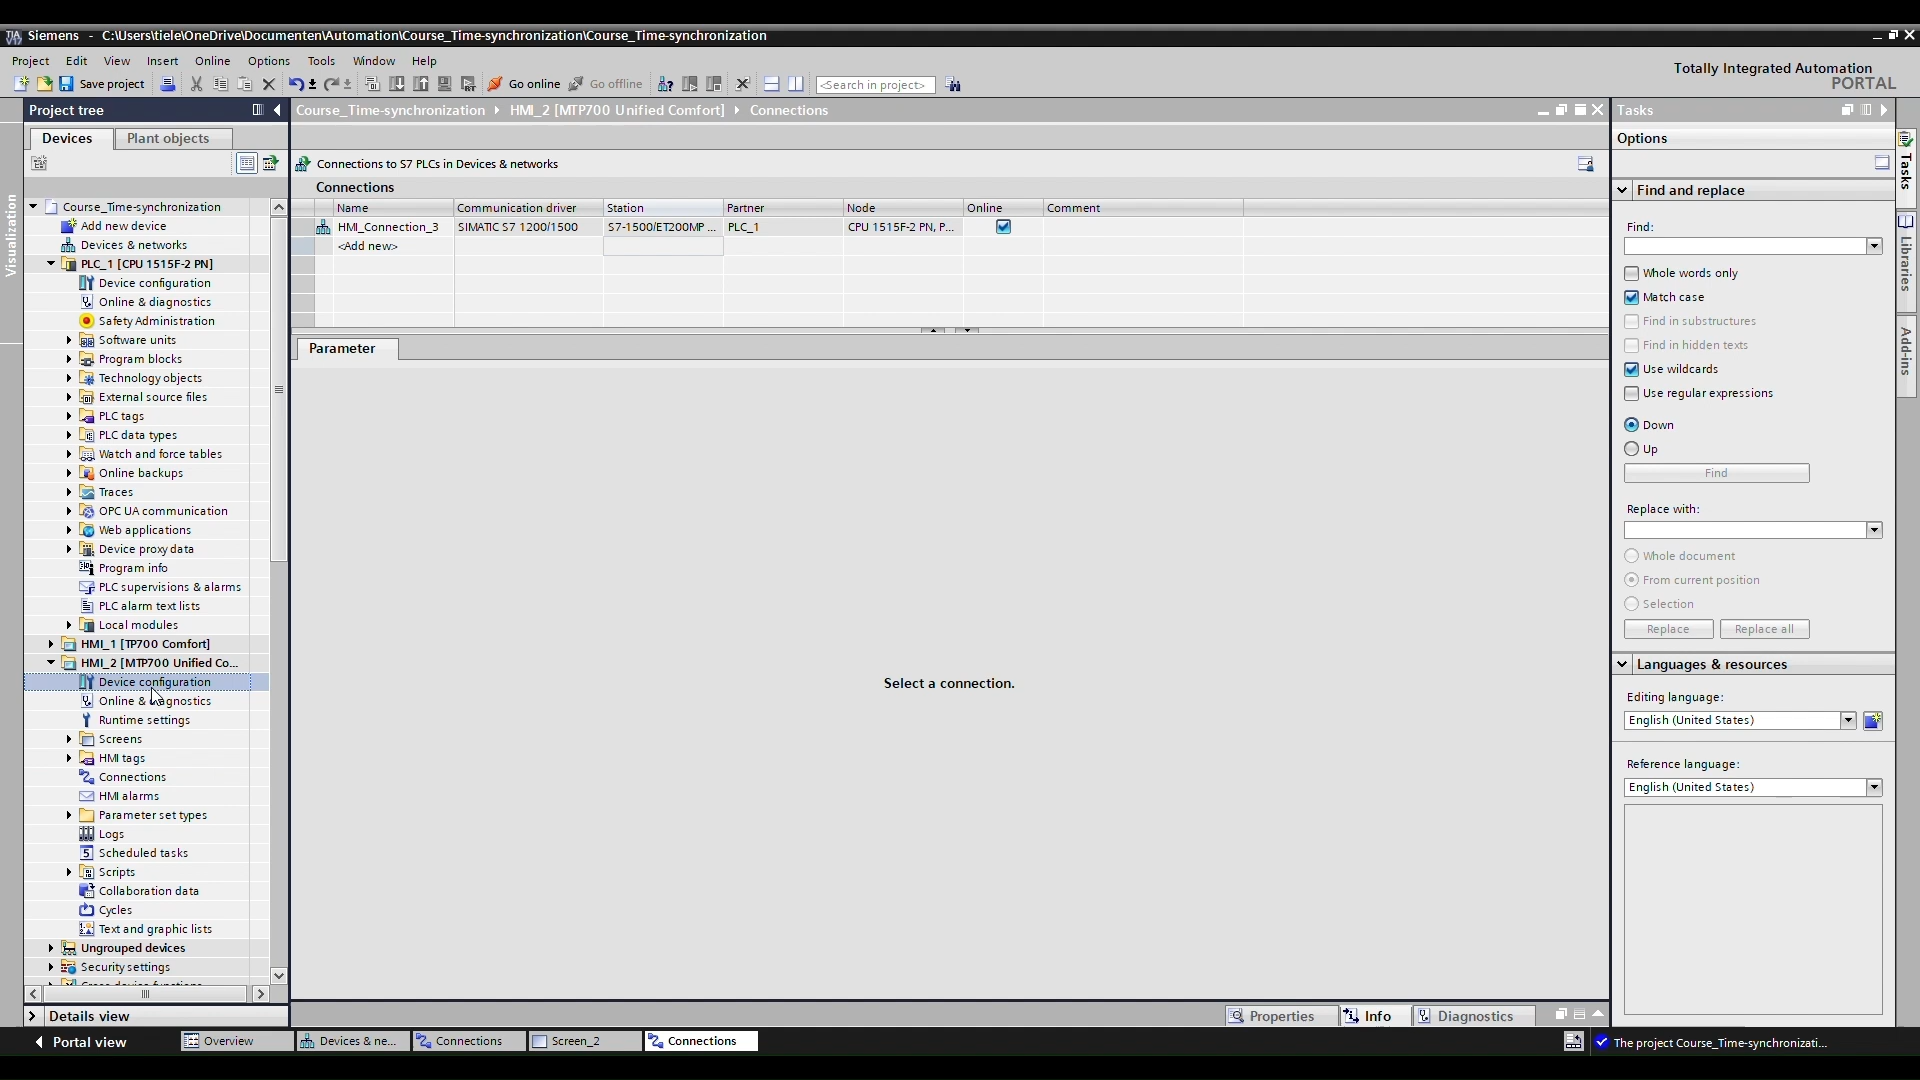 Siemens - C:\Users\tiele\OneDrive\Documenten\Automation\Course_Time-synchronization\Course_Time-synchronization
Project Edit View Insert Online Options Tools Window Help
Totally Integrated Automation
PORTAL
Save project
Go online
Go offline
<Search in project>
Project tree
Course_Time-synchronization HMI_2 [MTP700 Unified Comfort] Connections
Tasks
Devices
Plant objects
Options
Connections to S7 PLCs in Devices & networks
Connections
Name Communication driver Station Partner Node Online Comment
HMI_Connection_3 SIMATIC S7 1200/1500 S7-1500/ET200MP ... PLC_1 CPU 1515F-2 PN, P...
<Add new>
Parameter
Select a connection.
Visualization
Course_Time-synchronization
Add new device
Devices & networks
PLC_1 [CPU 1515F-2 PN]
Device configuration
Online & diagnostics
Safety Administration
Software units
Program blocks
Technology objects
External source files
PLC tags
PLC data types
Watch and force tables
Online backups
Traces
OPC UA communication
Web applications
Device proxy data
Program info
PLC supervisions & alarms
PLC alarm text lists
Local modules
HMI_1 [TP700 Comfort]
HMI_2 [MTP700 Unified Co...
Device configuration
Online & diagnostics
Runtime settings
Screens
HMI tags
Connections
HMI alarms
Parameter set types
Logs
Scheduled tasks
Scripts
Collaboration data
Cycles
Text and graphic lists
Ungrouped devices
Security settings
Details view
Find and replace
Find:
Whole words only
Match case
Find in substructures
Find in hidden texts
Use wildcards
Use regular expressions
Down
Up
Find
Replace with:
Whole document
From current position
Selection
Replace
Replace all
Languages & resources
Editing language:
English (United States)
Reference language:
English (United States)
Tasks
Libraries
Add-ins
Properties
Info
Diagnostics
Portal view
Overview
Devices & ne...
Connections
Screen_2
Connections
The project Course_Time-synchronizati...